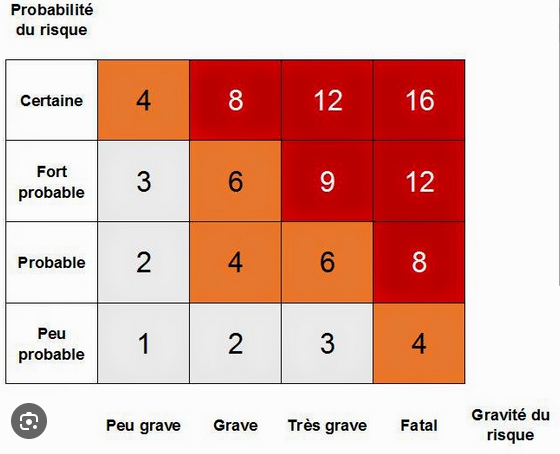 Probabilité
du risque
Certaine 4 8 12 16
Fort
probable 3 6 9 12
Probable 2 4 6 8
Peu
probable 1 2 3 4
Peu grave Grave Très grave Fatal Gravité du
risque